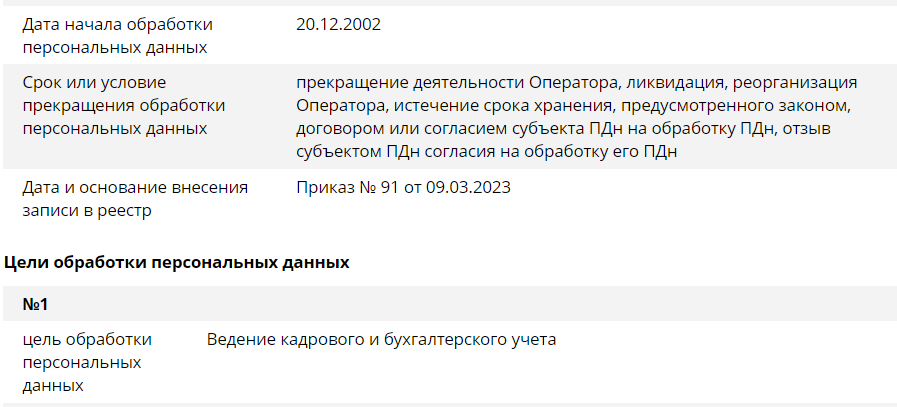 Дата начала обработки
персональных данных
20.12.2002
Срок или условие
прекращения обработки
персональных данных
прекращение деятельности Оператора, ликвидация, реорганизация
Оператора, истечение срока хранения, предусмотренного законом,
договором или согласием субъекта ПДн на обработку ПДн, отзыв
субъектом ПДн согласия на обработку его ПДн
Дата и основание внесения
записи в реестр
Приказ № 91 от 09.03.2023
Цели обработки персональных данных
№1
цель обработки
персональных
данных
Ведение кадрового и бухгалтерского учета